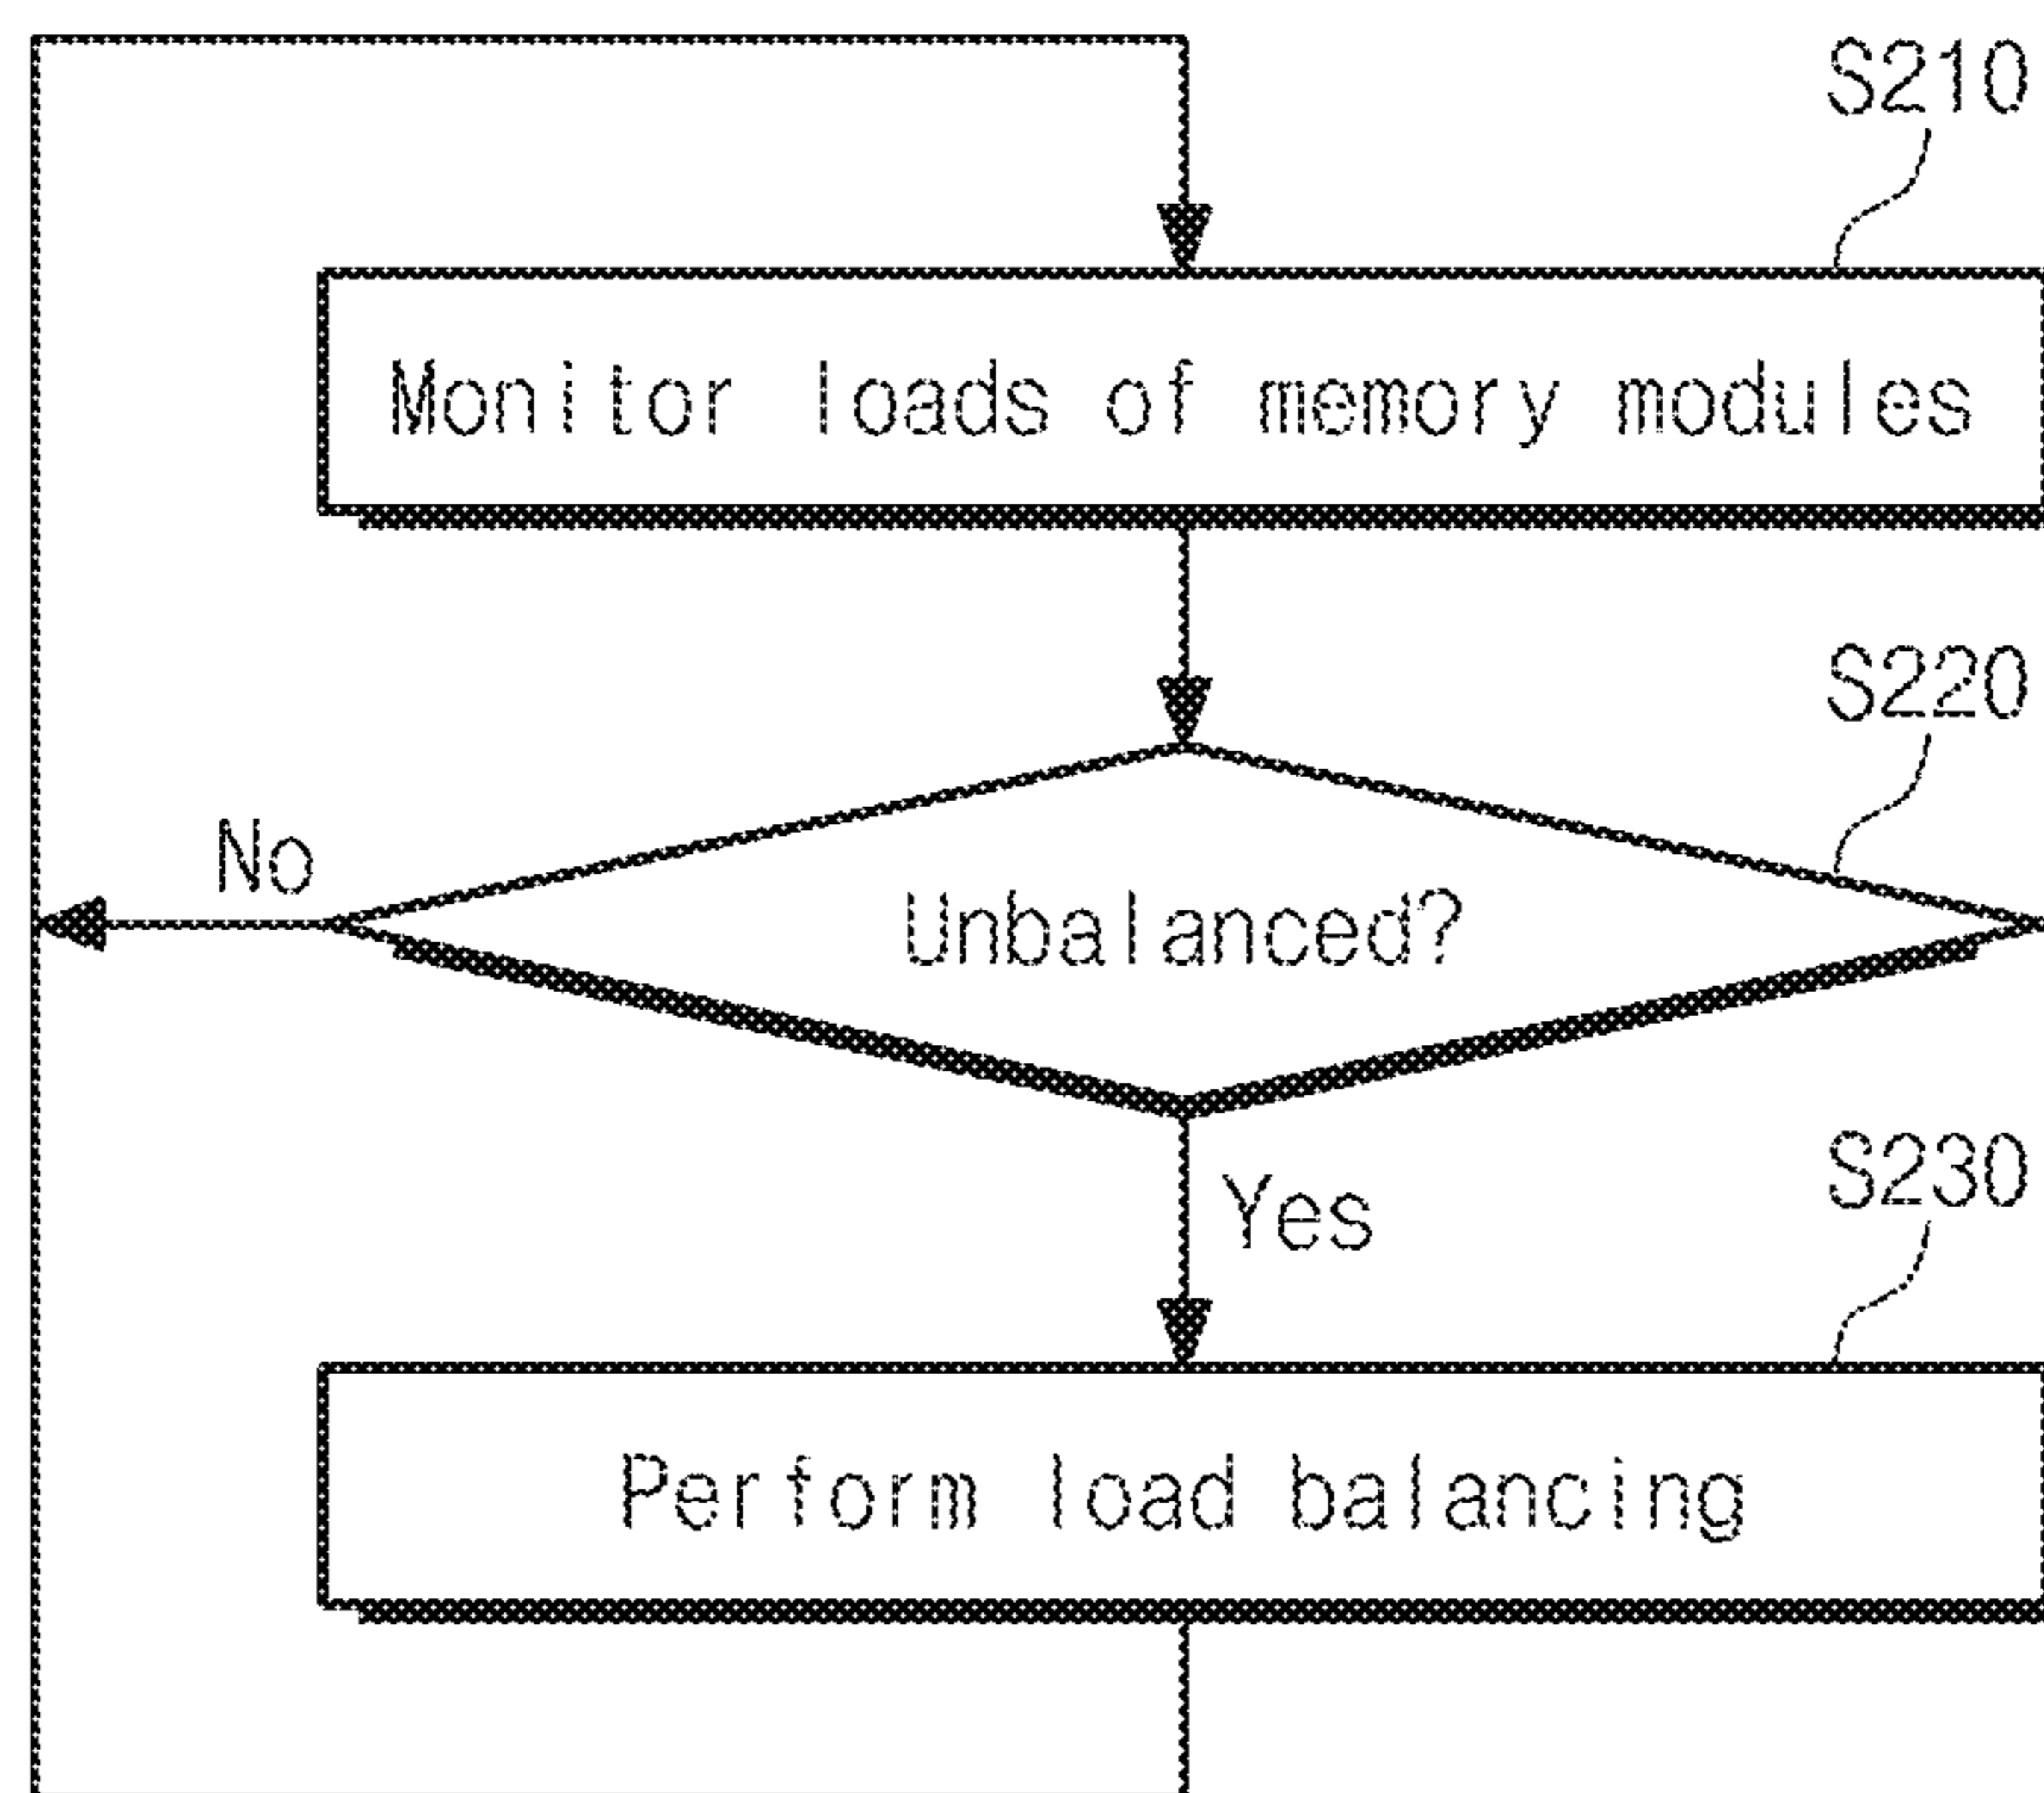 S210
Monitor loads of memory modules
S220
No
Unbalanced?
Yes
S230
Perform load balancing